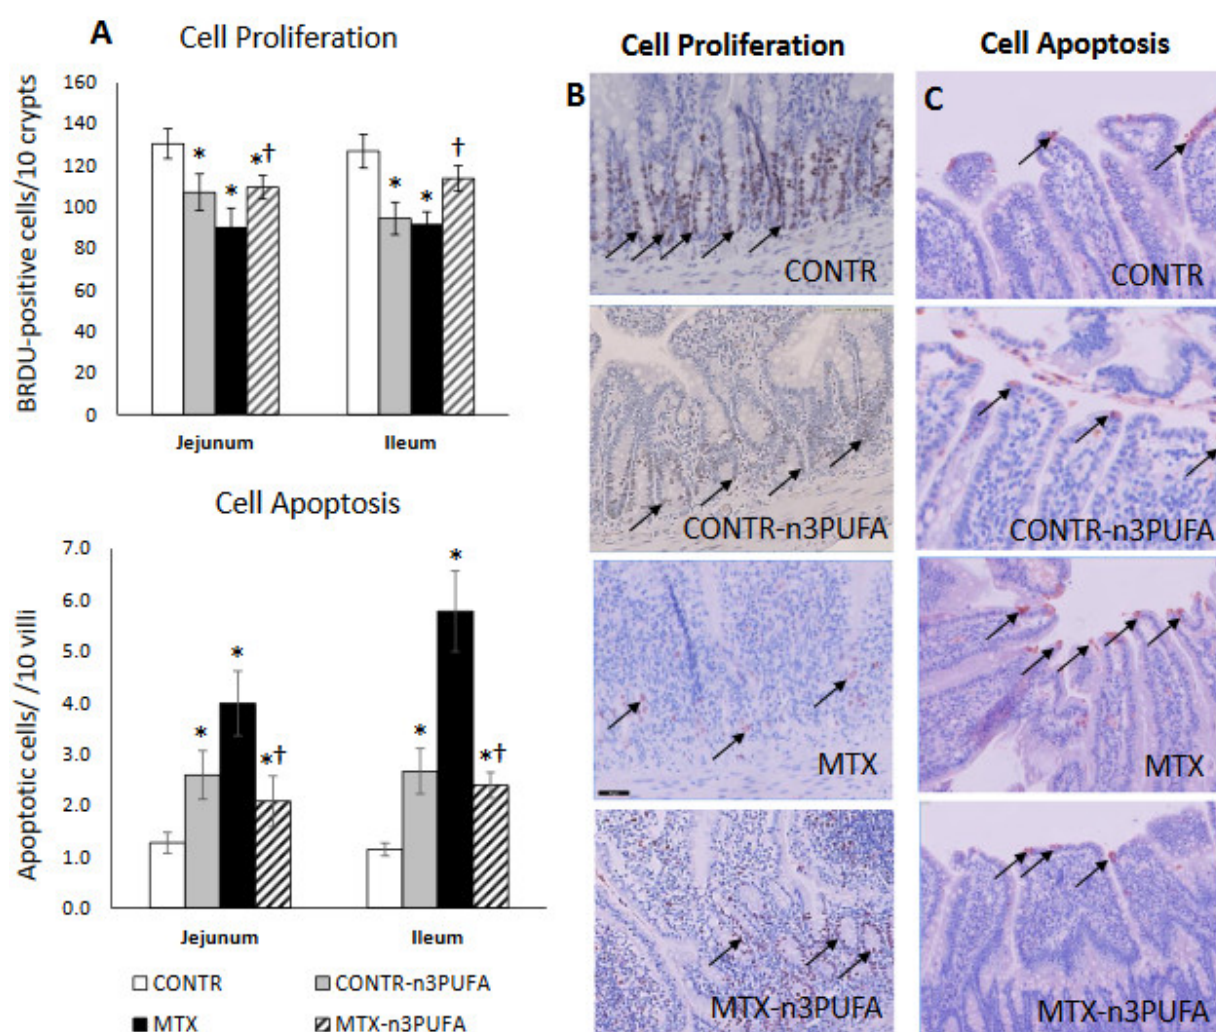 A
Cell Proliferation
BRDU-positive cells/10 crypts
160
140
120
100
80
60
40
20
0
*
*
*†
*
*
†
Jejunum
Ileum
Cell Apoptosis
Apoptotic cells/ /10 villi
7.0
6.0
5.0
4.0
3.0
2.0
1.0
0.0
*
*
*†
*
*
*†
Jejunum
Ileum
CONTR
CONTR-n3PUFA
MTX
MTX-n3PUFA
Cell Proliferation
B
CONTR
CONTR-n3PUFA
MTX
MTX-n3PUFA
Cell Apoptosis
C
CONTR
CONTR-n3PUFA
MTX
MTX-n3PUFA